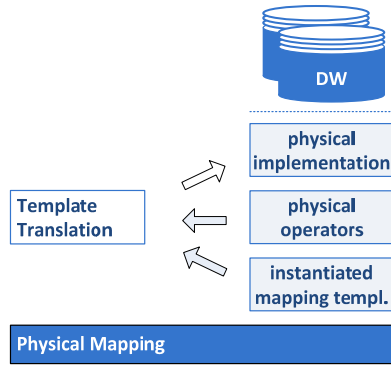 DW
physical
implementation
Template
Translation
physical
operators
instantiated
mapping templ.
Physical Mapping